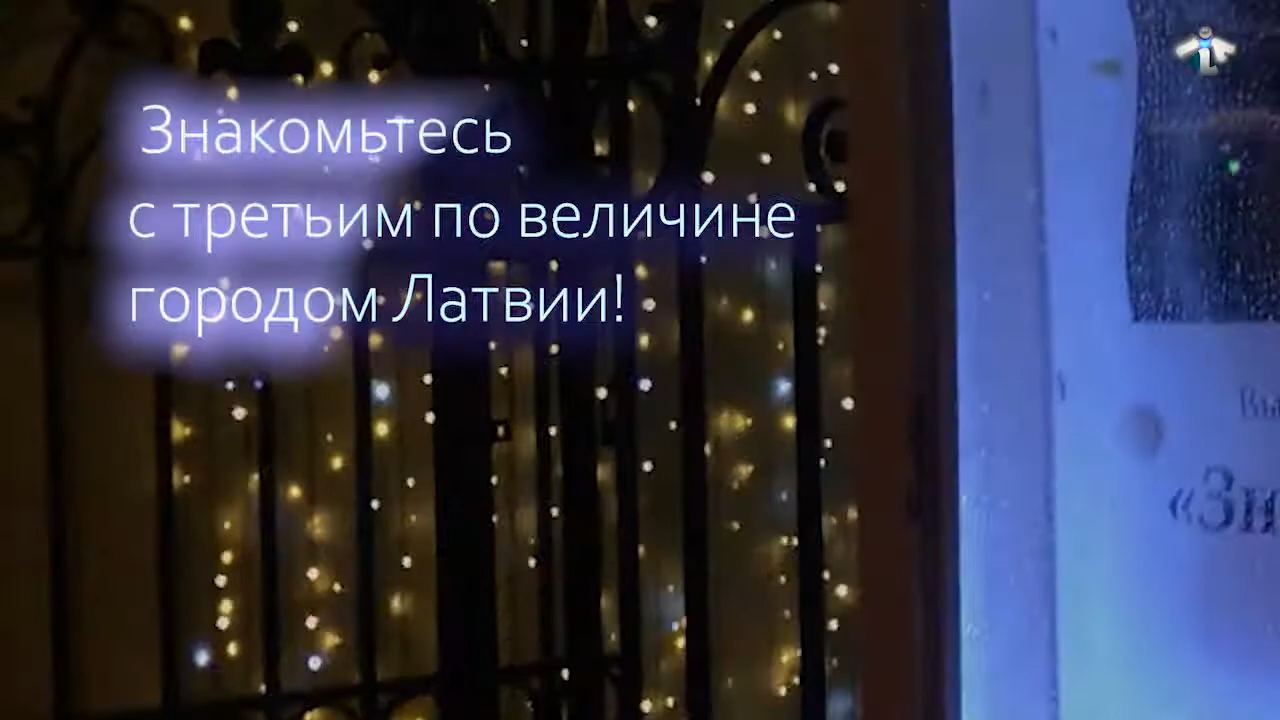 Знакомьтесь
с третьим по величине
городом Латвии!